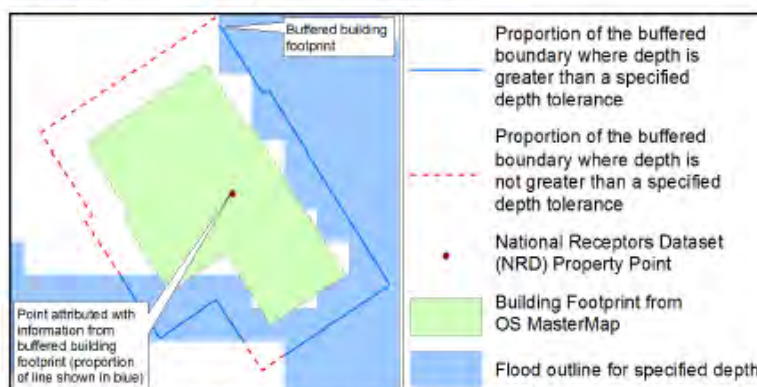 Buffered building
footprint
Point attributed with
information from
buffered building
footprint (proportion
of line shown in blue)
Proportion of the buffered
boundary where depth is
greater than a specified
depth tolerance
Proportion of the buffered
boundary where depth is
not greater than a specified
depth tolerance
National Receptors Dataset
(NRD) Property Point
Building Footprint from
OS MasterMap
Flood outline for specified depth